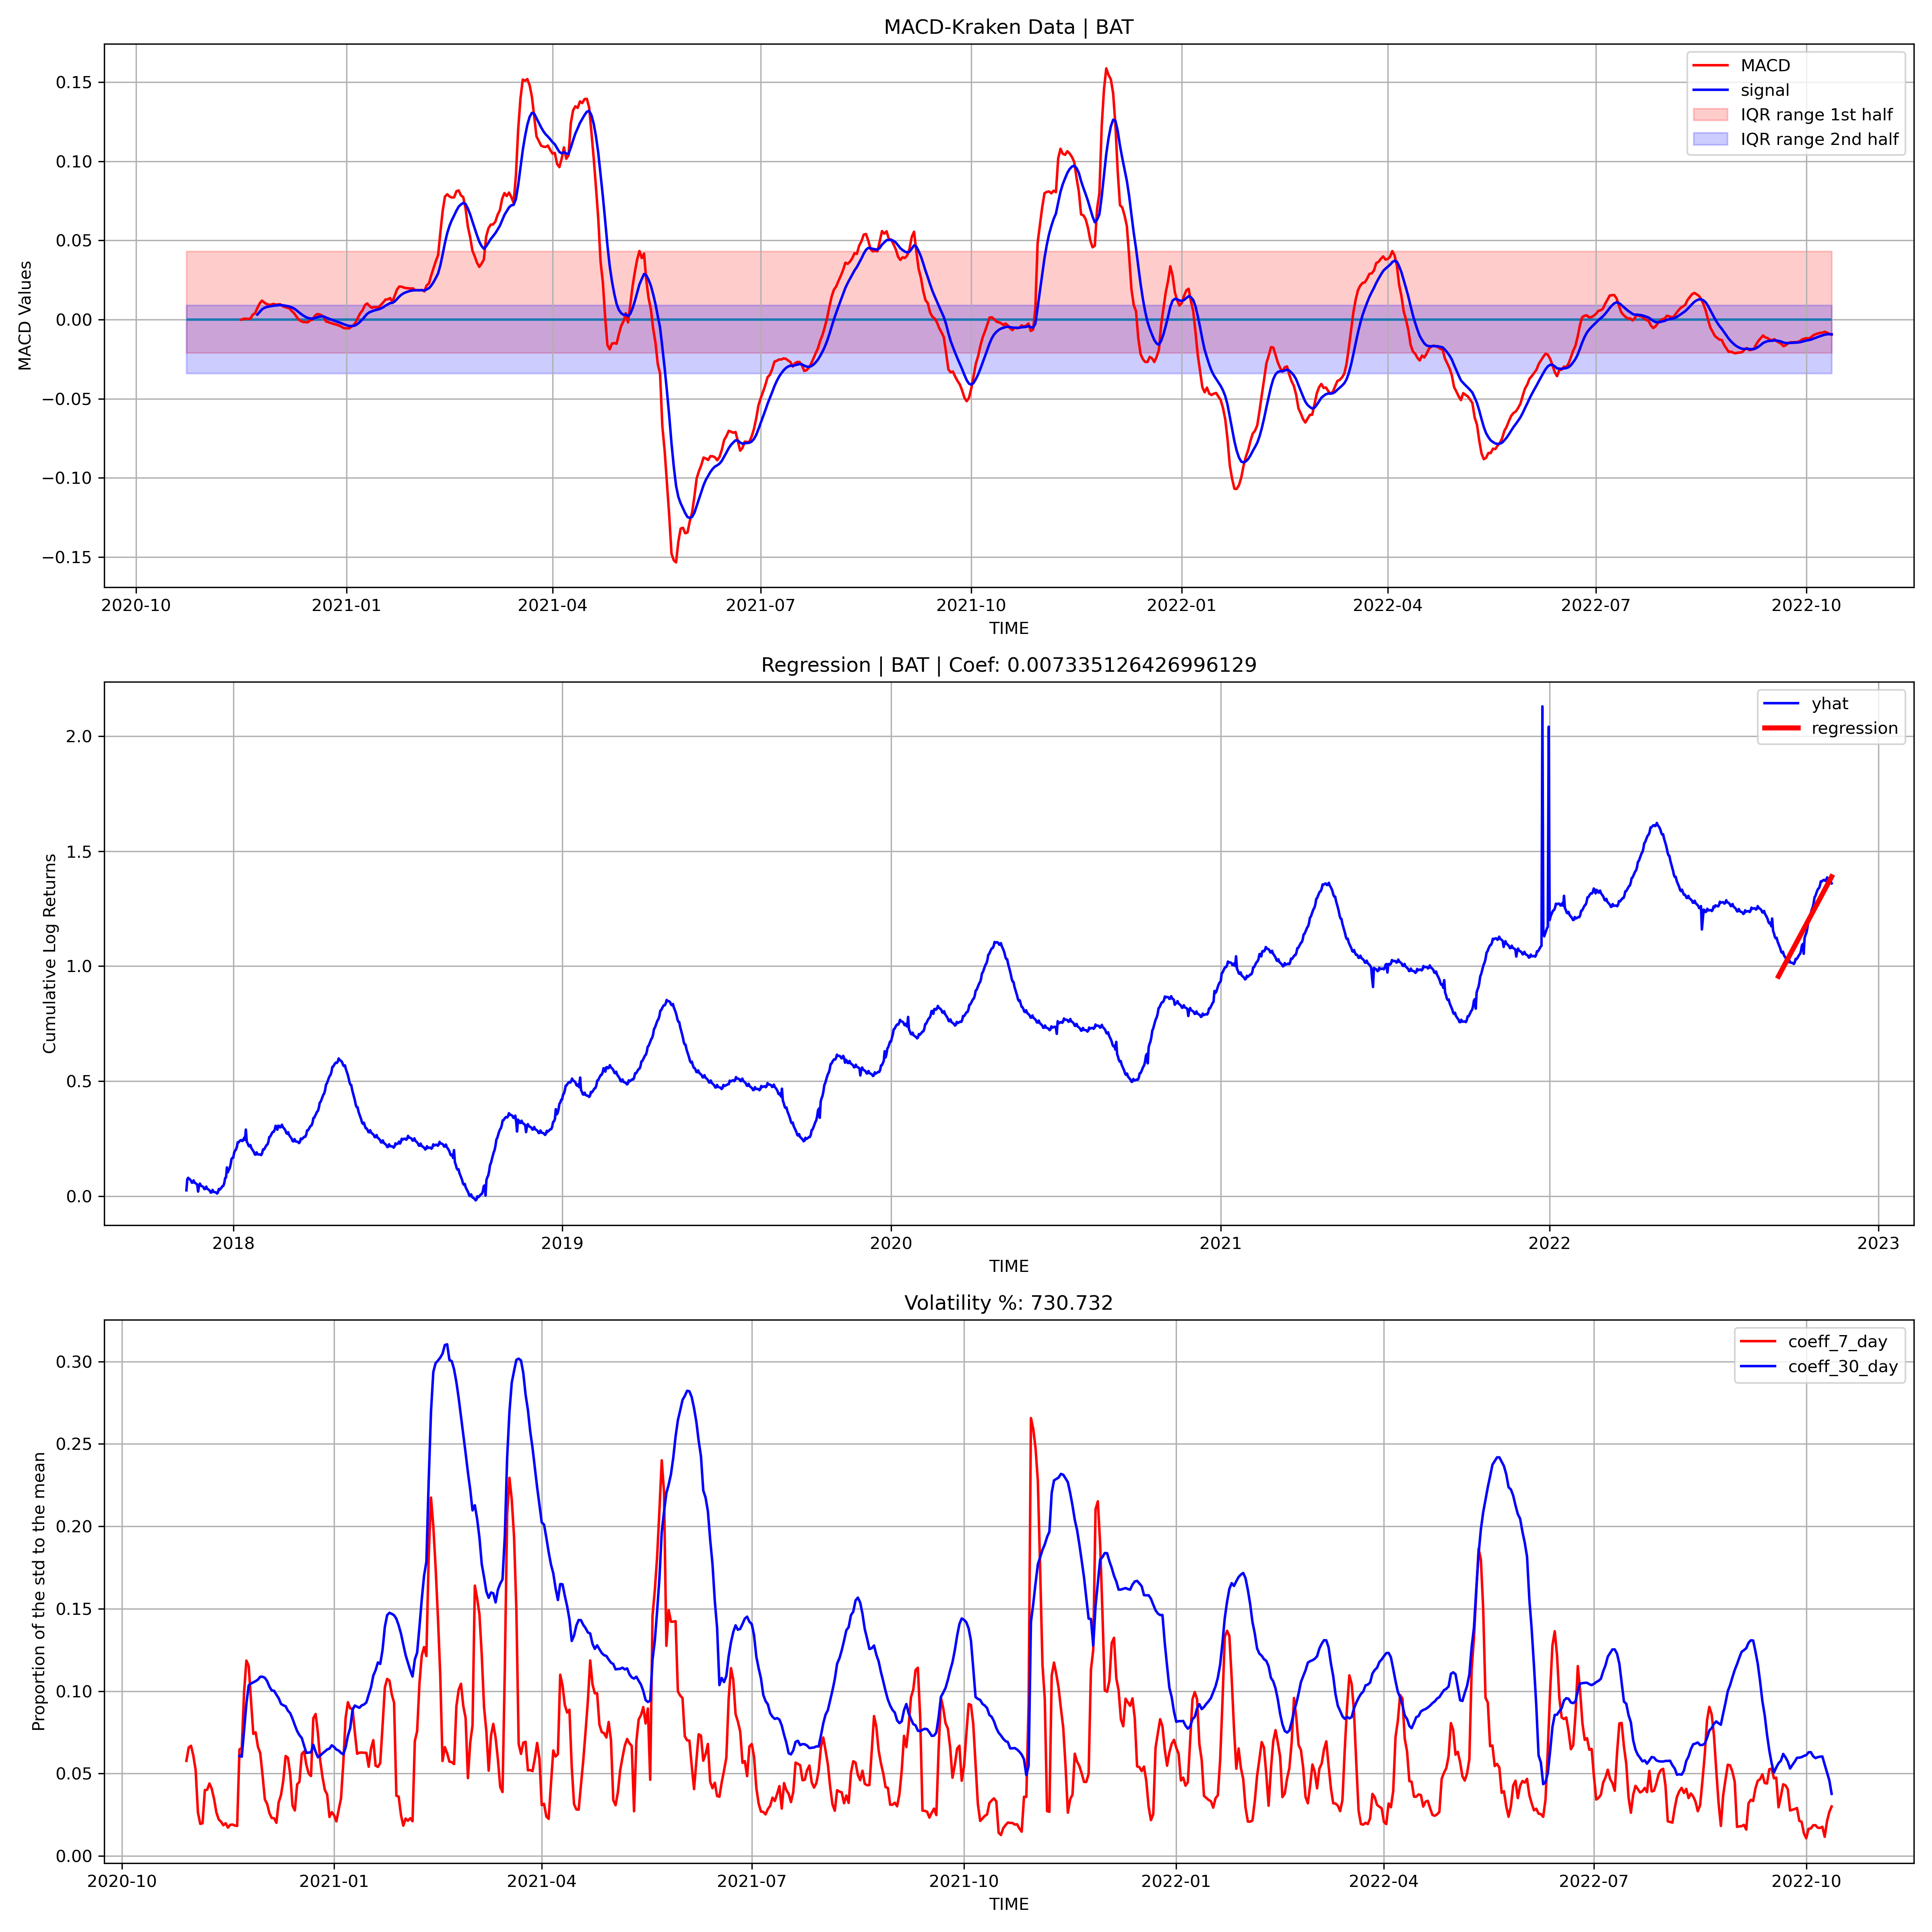 MACD-Kraken Data | BAT
MACD
signal
IQR range 1st half
IQR range 2nd half
MACD Values
0.15
0.10
0.05
0.00
−0.05
−0.10
−0.15
2020-10 2021-01 2021-04 2021-07 2021-10 2022-01 2022-04 2022-07 2022-10
TIME
Regression | BAT | Coef: 0.007335126426996129
yhat
regression
Cumulative Log Returns
2.0
1.5
1.0
0.5
0.0
2018 2019 2020 2021 2022 2023
TIME
Volatility %: 730.732
coeff_7_day
coeff_30_day
Proportion of the std to the mean
0.30
0.25
0.20
0.15
0.10
0.05
0.00
2020-10 2021-01 2021-04 2021-07 2021-10 2022-01 2022-04 2022-07 2022-10
TIME